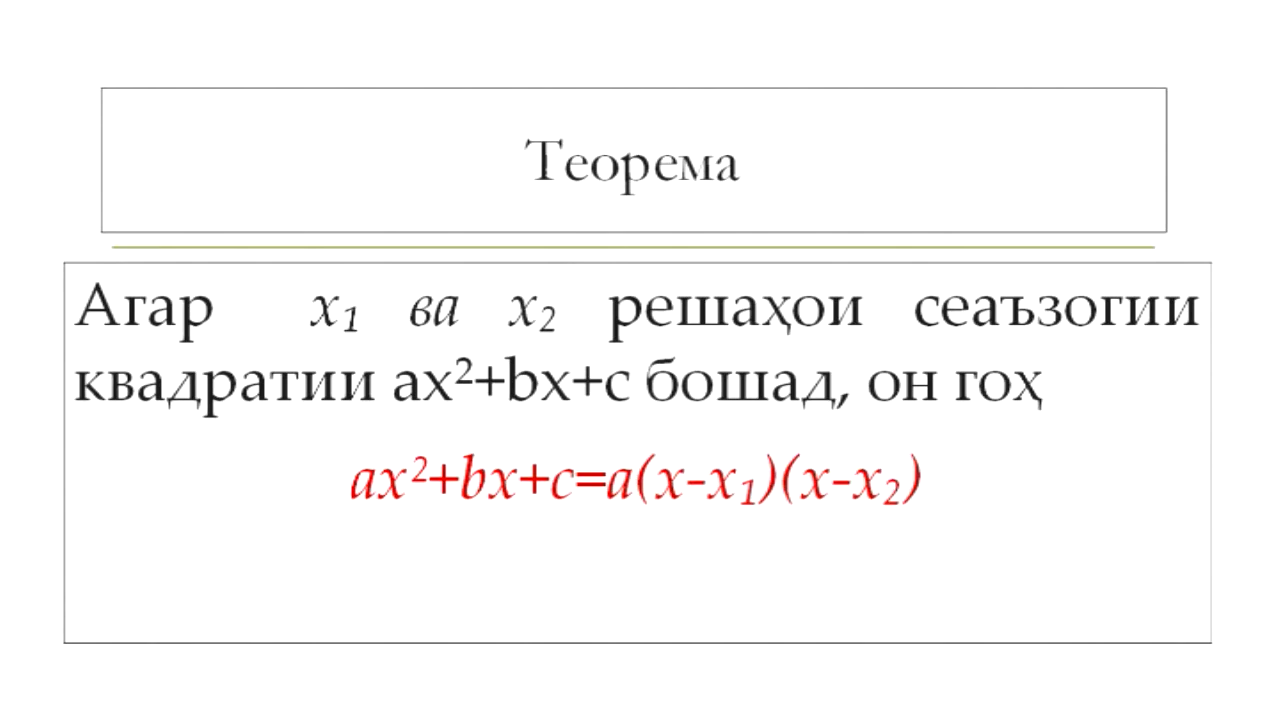 Теорема
Агар x₁ ва x₂ решаҳои сеаъзогии
квадратии ax²+bx+c бошад, он гоҳ
ax²+bx+c=a(x-x₁)(x-x₂)